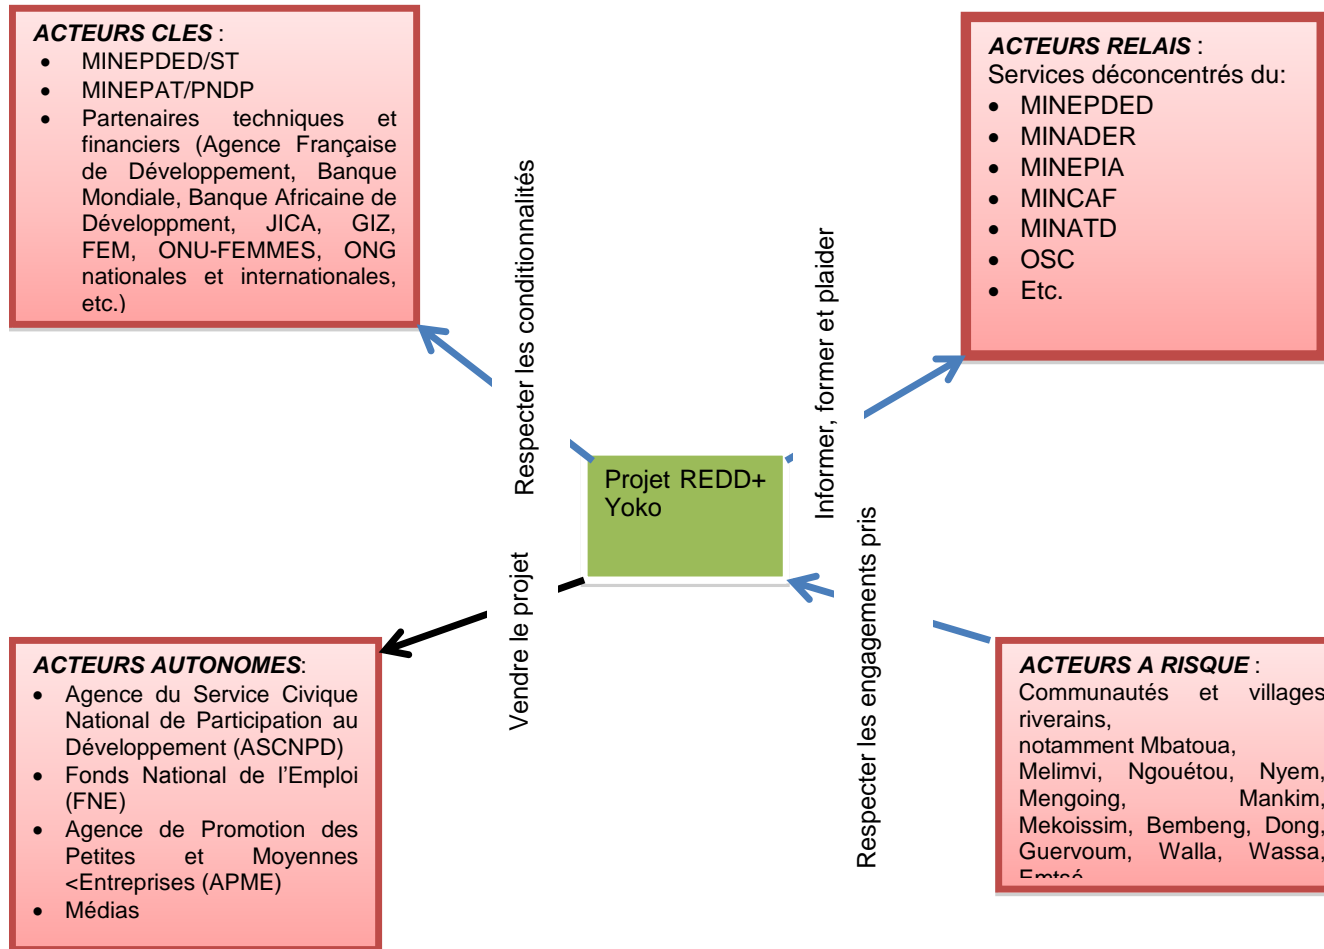 ACTEURS CLES :
• MINEPDED/ST
• MINEPAT/PNDP
• Partenaires techniques et
financiers (Agence Française
de Développement, Banque
Mondiale, Banque Africaine de
Développment, JICA, GIZ,
FEM, ONU-FEMMES, ONG
nationales et internationales,
etc.)
ACTEURS RELAIS :
Services déconcentrés du:
• MINEPDED
• MINADER
• MINEPIA
• MINCAF
• MINATD
• OSC
• Etc.
Respecter les conditionnalités
Informer, former et plaider
Projet REDD+
Yoko
Vendre le projet
Respecter les engagements pris
ACTEURS AUTONOMES:
• Agence du Service Civique
National de Participation au
Développement (ASCNPD)
• Fonds National de l’Emploi
(FNE)
• Agence de Promotion des
Petites et Moyennes
<Entreprises (APME)
• Médias
ACTEURS A RISQUE :
Communautés et villages
riverains,
notamment Mbatoua,
Melimvi, Ngouétou, Nyem,
Mengoing, Mankim,
Mekoissim, Bembeng, Dong,
Guervoum, Walla, Wassa,